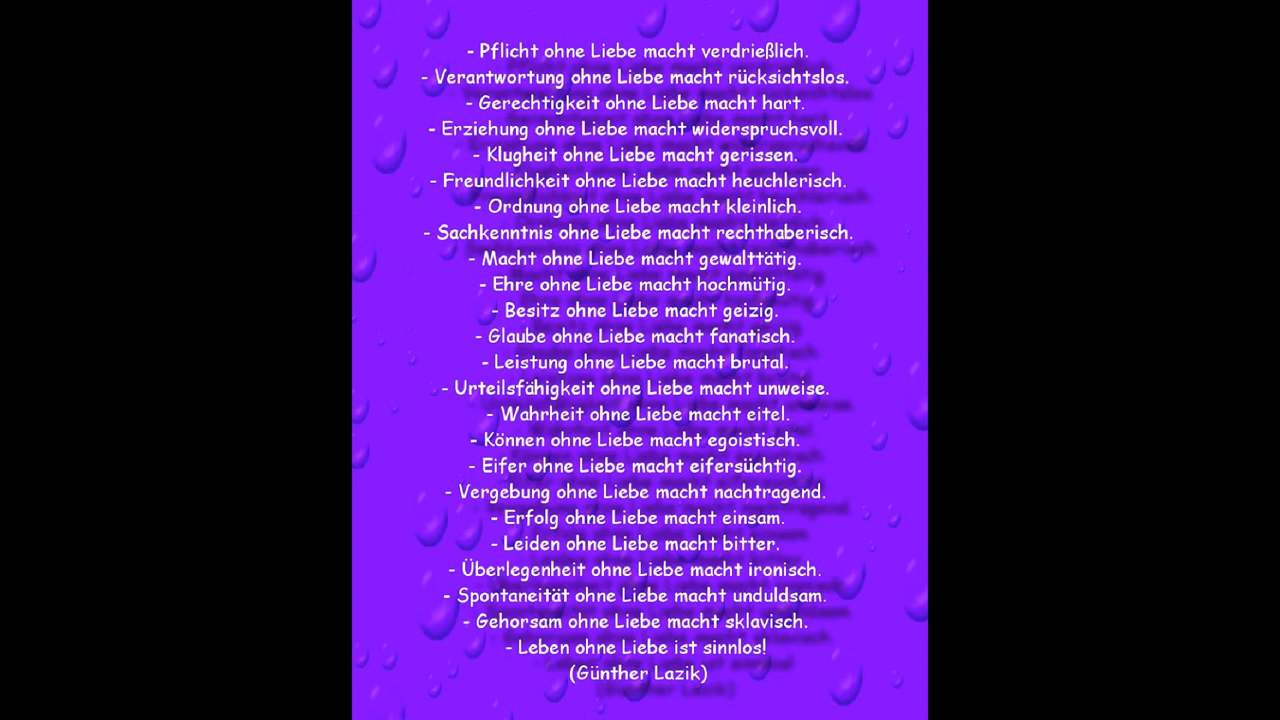 - Pflicht ohne Liebe macht verdrießlich.
- Verantwortung ohne Liebe macht rücksichtslos.
- Gerechtigkeit ohne Liebe macht hart.
- Erziehung ohne Liebe macht widerspruchsvoll.
- Klugheit ohne Liebe macht gerissen.
- Freundlichkeit ohne Liebe macht heuchlerisch.
- Ordnung ohne Liebe macht kleinlich.
- Sachkenntnis ohne Liebe macht rechthaberisch.
- Macht ohne Liebe macht gewalttätig.
- Ehre ohne Liebe macht hochmütig.
- Besitz ohne Liebe macht geizig.
- Glaube ohne Liebe macht fanatisch.
- Leistung ohne Liebe macht brutal.
- Urteilsfähigkeit ohne Liebe macht unweise.
- Wahrheit ohne Liebe macht eitel.
- Können ohne Liebe macht egoistisch.
- Eifer ohne Liebe macht eifersüchtig.
- Vergebung ohne Liebe macht nachtragend.
- Erfolg ohne Liebe macht einsam.
- Leiden ohne Liebe macht bitter.
- Überlegenheit ohne Liebe macht ironisch.
- Spontaneität ohne Liebe macht unduldsam.
- Gehorsam ohne Liebe macht sklavisch.
- Leben ohne Liebe ist sinnlos!
(Günther Lazik)